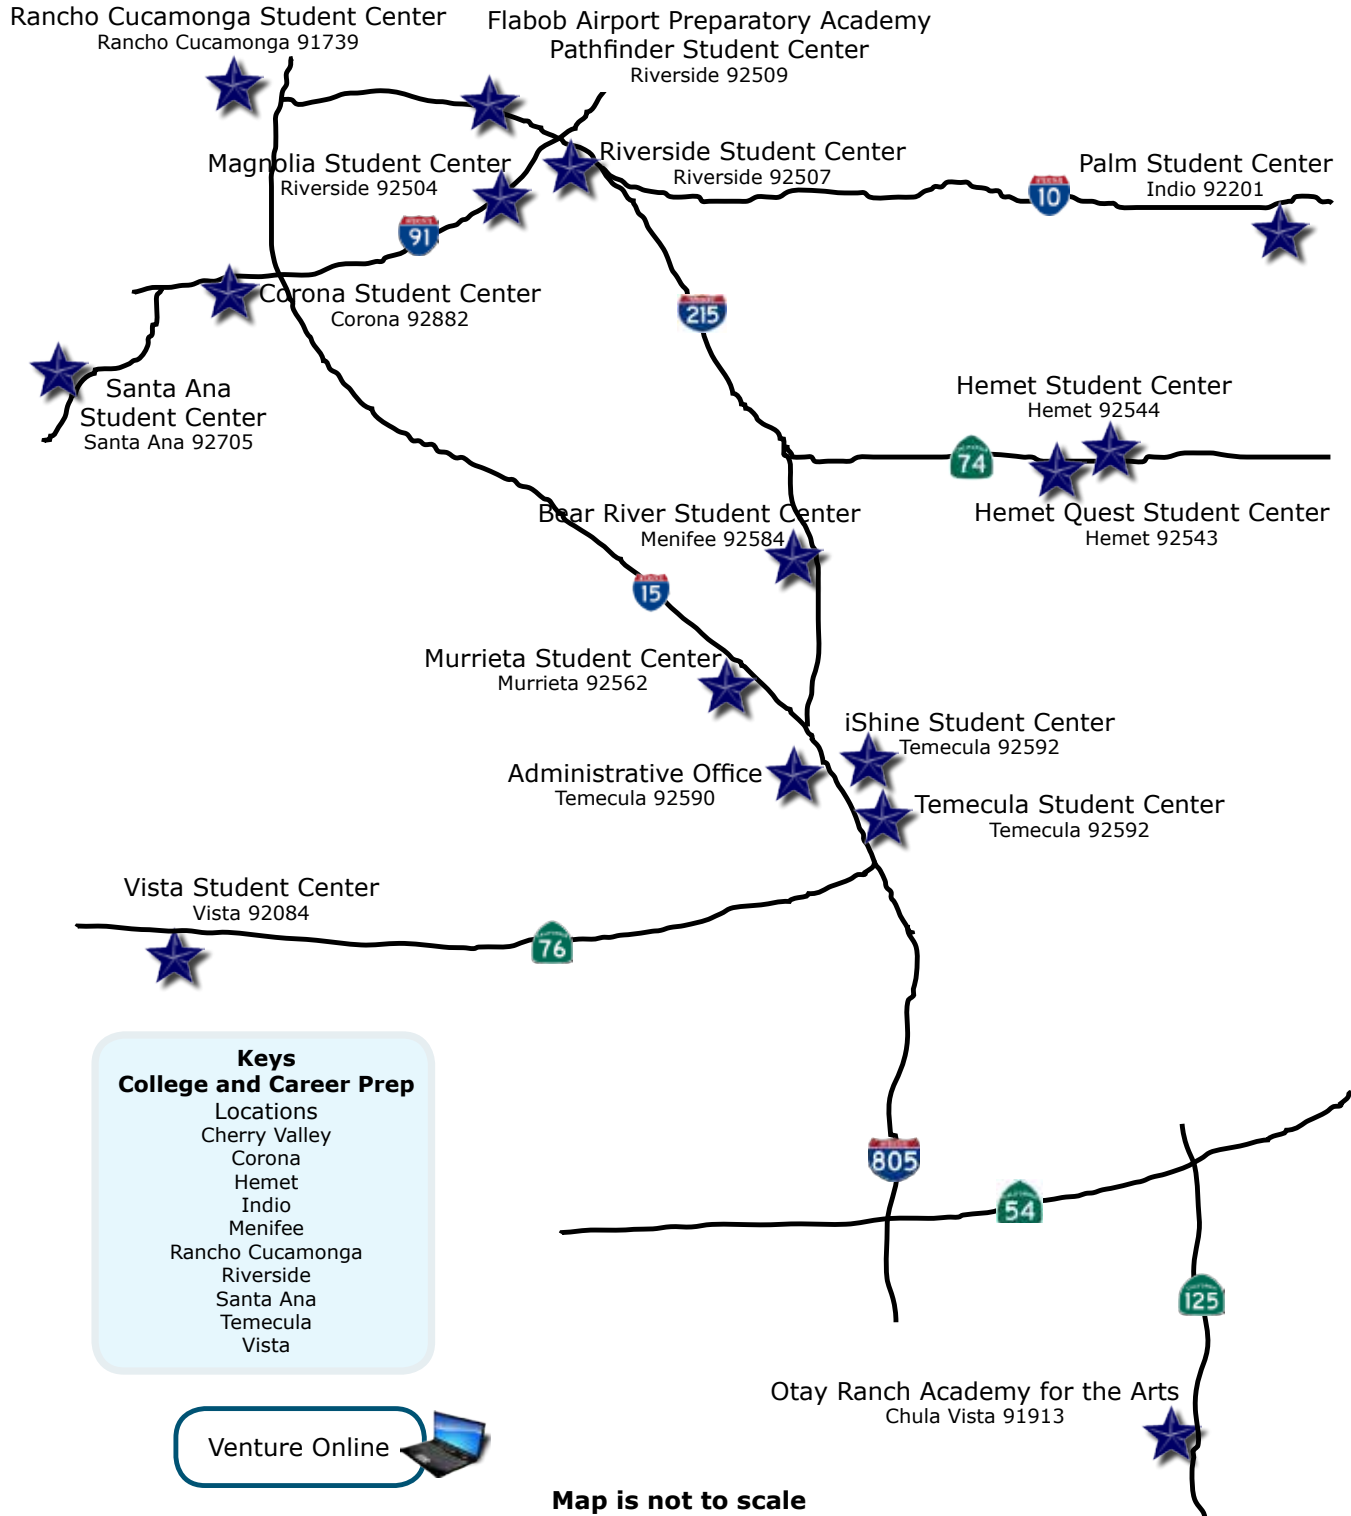 Rancho Cucamonga Student Center
Rancho Cucamonga 91739
Flabob Airport Preparatory Academy
Pathfinder Student Center
Riverside 92509
Magnolia Student Center
Riverside 92504
Riverside Student Center
Riverside 92507
Palm Student Center
Indio 92201
10
91
Corona Student Center
Corona 92882
215
Santa Ana
Student Center
Santa Ana 92705
Hemet Student Center
Hemet 92544
74
Hemet Quest Student Center
Hemet 92543
Bear River Student Center
Menifee 92584
15
Murrieta Student Center
Murrieta 92562
iShine Student Center
Temecula 92592
Administrative Office
Temecula 92590
Temecula Student Center
Temecula 92592
Vista Student Center
Vista 92084
76
Keys
College and Career Prep
Locations
Cherry Valley
Corona
Hemet
Indio
Menifee
Rancho Cucamonga
Riverside
Santa Ana
Temecula
Vista
805
54
125
Otay Ranch Academy for the Arts
Chula Vista 91913
Venture Online
Map is not to scale